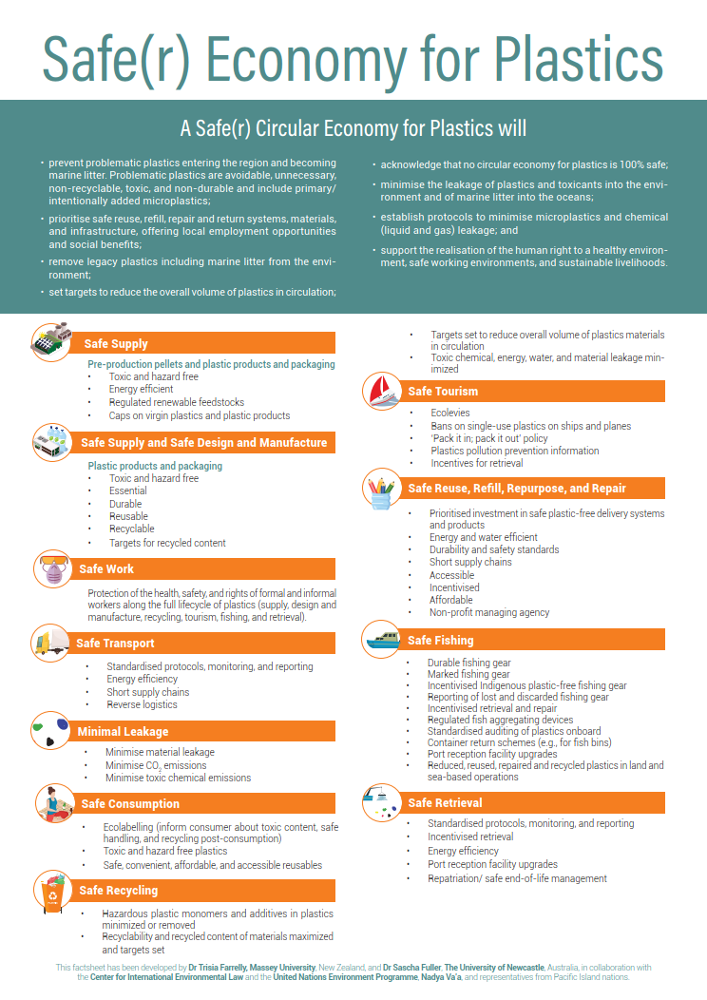 Safe(r) Economy for Plastics
A Safe(r) Circular Economy for Plastics will
• prevent problematic plastics entering the region and becoming
marine litter. Problematic plastics are avoidable, unnecessary,
non-recyclable, toxic, and non-durable and include primary/
intentionally added microplastics;
• prioritise safe reuse, refill, repair and return systems, materials,
and infrastructure, offering local employment opportunities
and social benefits;
• remove legacy plastics including marine litter from the envi-
ronment;
• set targets to reduce the overall volume of plastics in circulation;
• acknowledge that no circular economy for plastics is 100% safe;
• minimise the leakage of plastics and toxicants into the envi-
ronment and of marine litter into the oceans;
• establish protocols to minimise microplastics and chemical
(liquid and gas) leakage; and
• support the realisation of the human right to a healthy environ-
ment, safe working environments, and sustainable livelihoods.
Safe Supply
Pre-production pellets and plastic products and packaging
• Toxic and hazard free
• Energy efficient
• Regulated renewable feedstocks
• Caps on virgin plastics and plastic products
Safe Supply and Safe Design and Manufacture
Plastic products and packaging
• Toxic and hazard free
• Essential
• Durable
• Reusable
• Recyclable
• Targets for recycled content
Safe Work
Protection of the health, safety, and rights of formal and informal
workers along the full lifecycle of plastics (supply, design and
manufacture, recycling, tourism, fishing, and retrieval).
Safe Transport
• Standardised protocols, monitoring, and reporting
• Energy efficiency
• Short supply chains
• Reverse logistics
Minimal Leakage
• Minimise material leakage
• Minimise CO2 emissions
• Minimise toxic chemical emissions
Safe Consumption
• Ecolabelling (inform consumer about toxic content, safe
handling, and recycling post-consumption)
• Toxic and hazard free plastics
• Safe, convenient, affordable, and accessible reusables
Safe Recycling
• Hazardous plastic monomers and additives in plastics
minimized or removed
• Recyclability and recycled content of materials maximized
and targets set
• Targets set to reduce overall volume of plastics materials
in circulation
• Toxic chemical, energy, water, and material leakage min-
imized
Safe Tourism
• Ecolevies
• Bans on single-use plastics on ships and planes
• 'Pack it in; pack it out' policy
• Plastics pollution prevention information
• Incentives for retrieval
Safe Reuse, Refill, Repurpose, and Repair
• Prioritised investment in safe plastic-free delivery systems
and products
• Energy and water efficient
• Durability and safety standards
• Short supply chains
• Accessible
• Incentivised
• Affordable
• Non-profit managing agency
Safe Fishing
• Durable fishing gear
• Marked fishing gear
• Incentivised Indigenous plastic-free fishing gear
• Reporting of lost and discarded fishing gear
• Incentivised retrieval and repair
• Regulated fish aggregating devices
• Standardised auditing of plastics onboard
• Container return schemes (e.g., for fish bins)
• Port reception facility upgrades
• Reduced, reused, repaired and recycled plastics in land and
sea-based operations
Safe Retrieval
• Standardised protocols, monitoring, and reporting
• Incentivised retrieval
• Energy efficiency
• Port reception facility upgrades
• Repatriation/ safe end-of-life management
This factsheet has been developed by Dr Trisia Farrelly, Massey University, New Zealand, and Dr Sascha Fuller, The University of Newcastle, Australia, in collaboration with
the Center for International Environmental Law and the United Nations Environment Programme, Nadya Va'a, and representatives from Pacific Island nations.